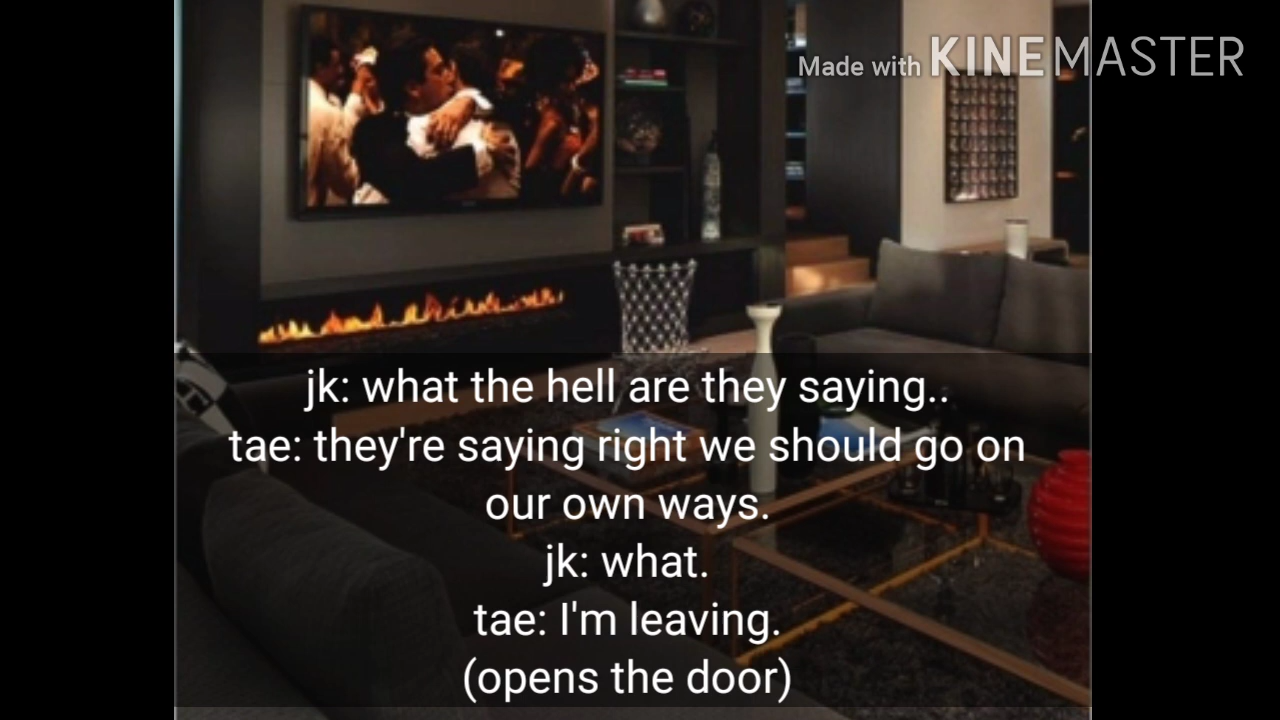 Made with KINEMASTER
jk: what the hell are they saying..
tae: they're saying right we should go on
our own ways.
jk: what.
tae: I'm leaving.
(opens the door)